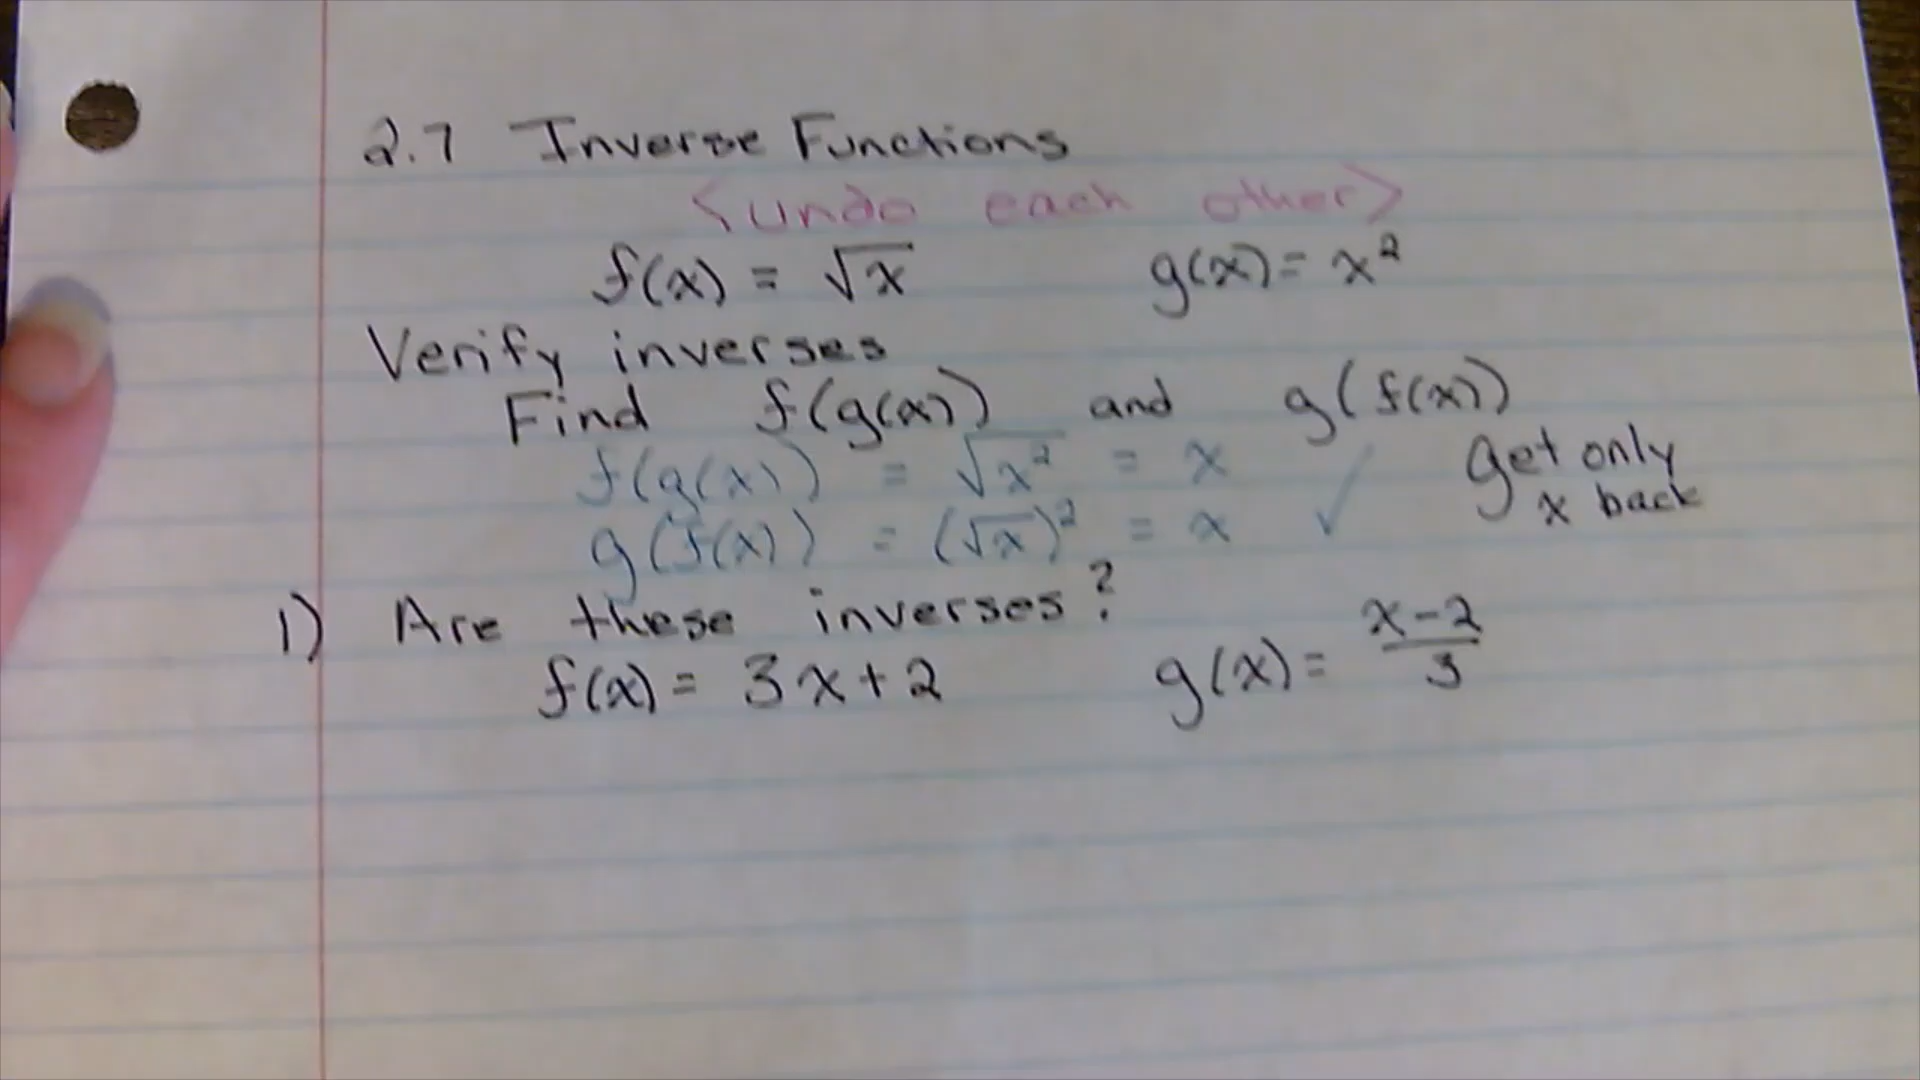 2.7 Inverse Functions
<undo each other>
f(x) = √x g(x) = x²
Verify inverses
Find f(g(x)) and g(f(x))
f(g(x)) = √x² = x ✓ get only
g(f(x)) = (√x)² = x x back
1) Are these inverses?
f(x) = 3x+2 g(x) = (x-2)/3